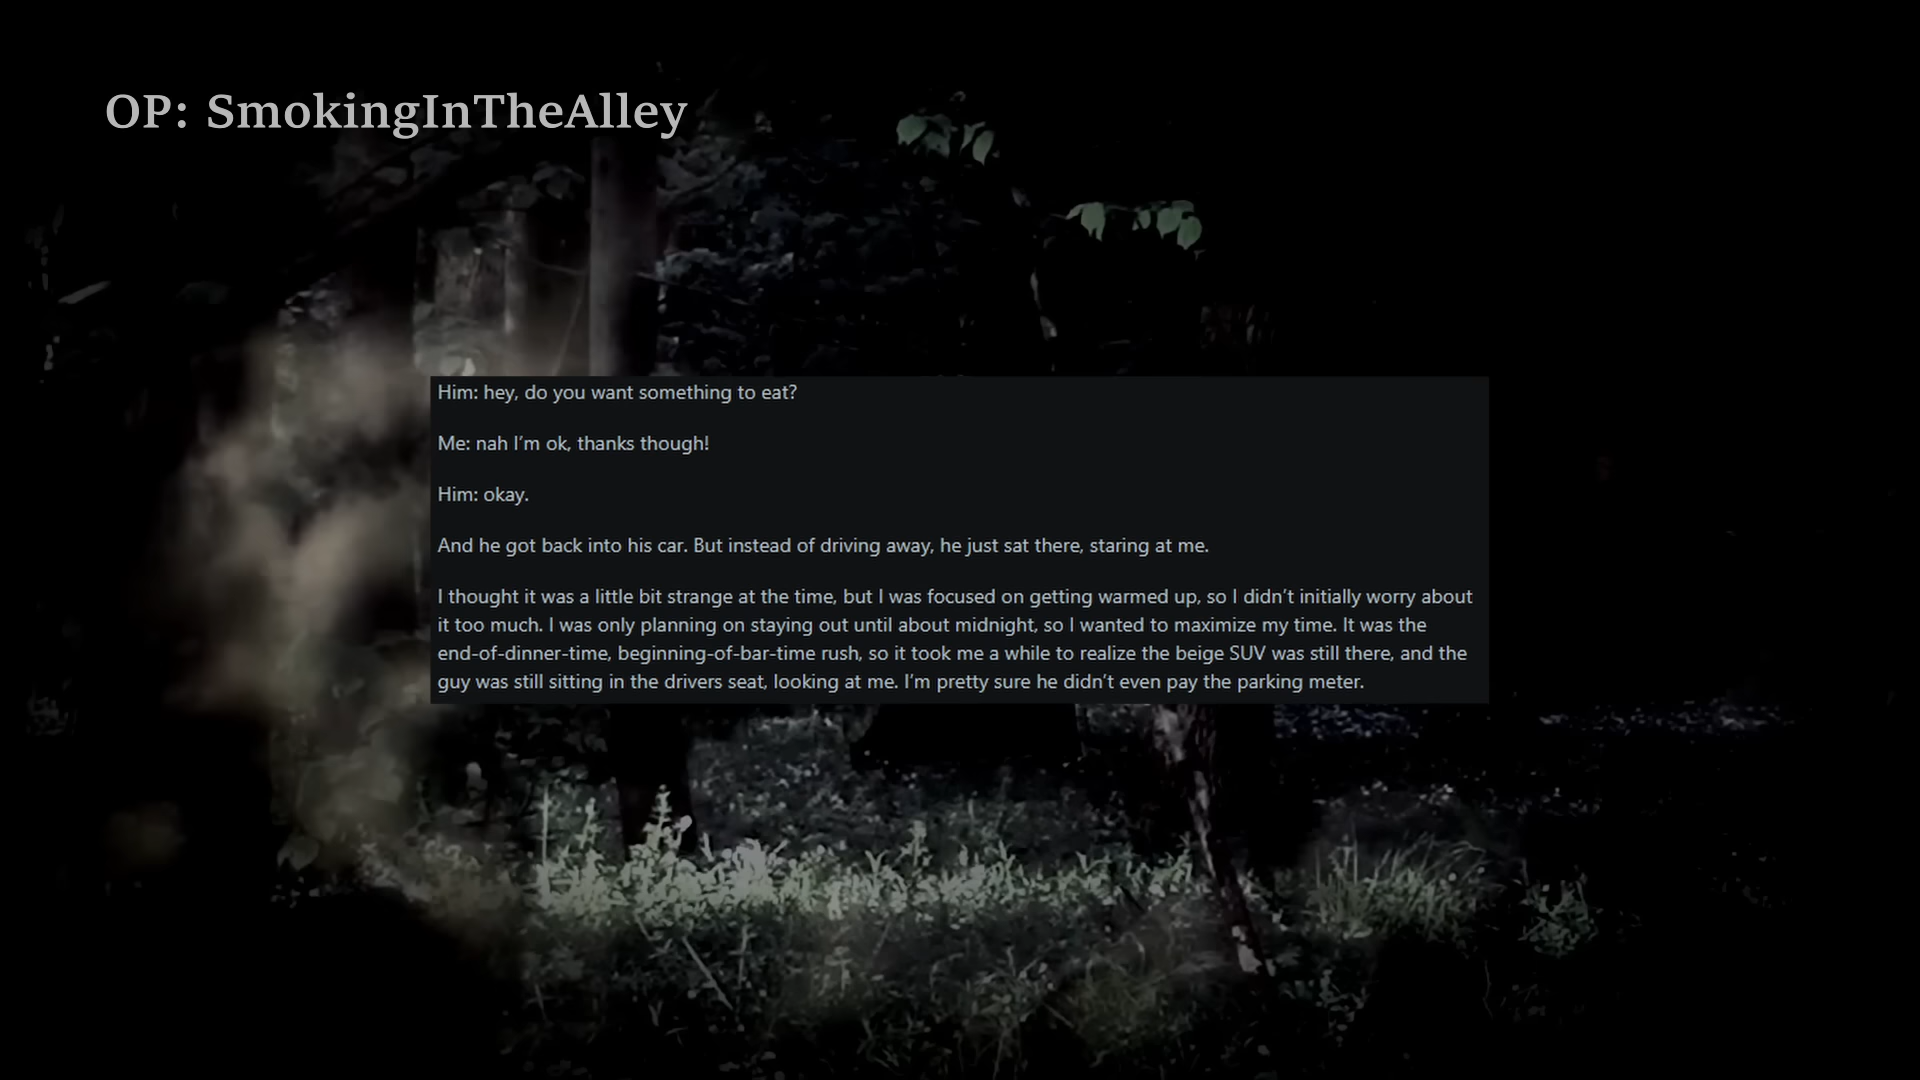 OP: SmokingInTheAlley
Him: hey, do you want something to eat?
Me: nah I'm ok, thanks though!
Him: okay.
And he got back into his car. But instead of driving away, he just sat there, staring at me.
I thought it was a little bit strange at the time, but I was focused on getting warmed up, so I didn't initially worry about
it too much. I was only planning on staying out until about midnight, so I wanted to maximize my time. It was the
end-of-dinner-time, beginning-of-bar-time rush, so it took me a while to realize the beige SUV was still there, and the
guy was still sitting in the drivers seat, looking at me. I'm pretty sure he didn't even pay the parking meter.